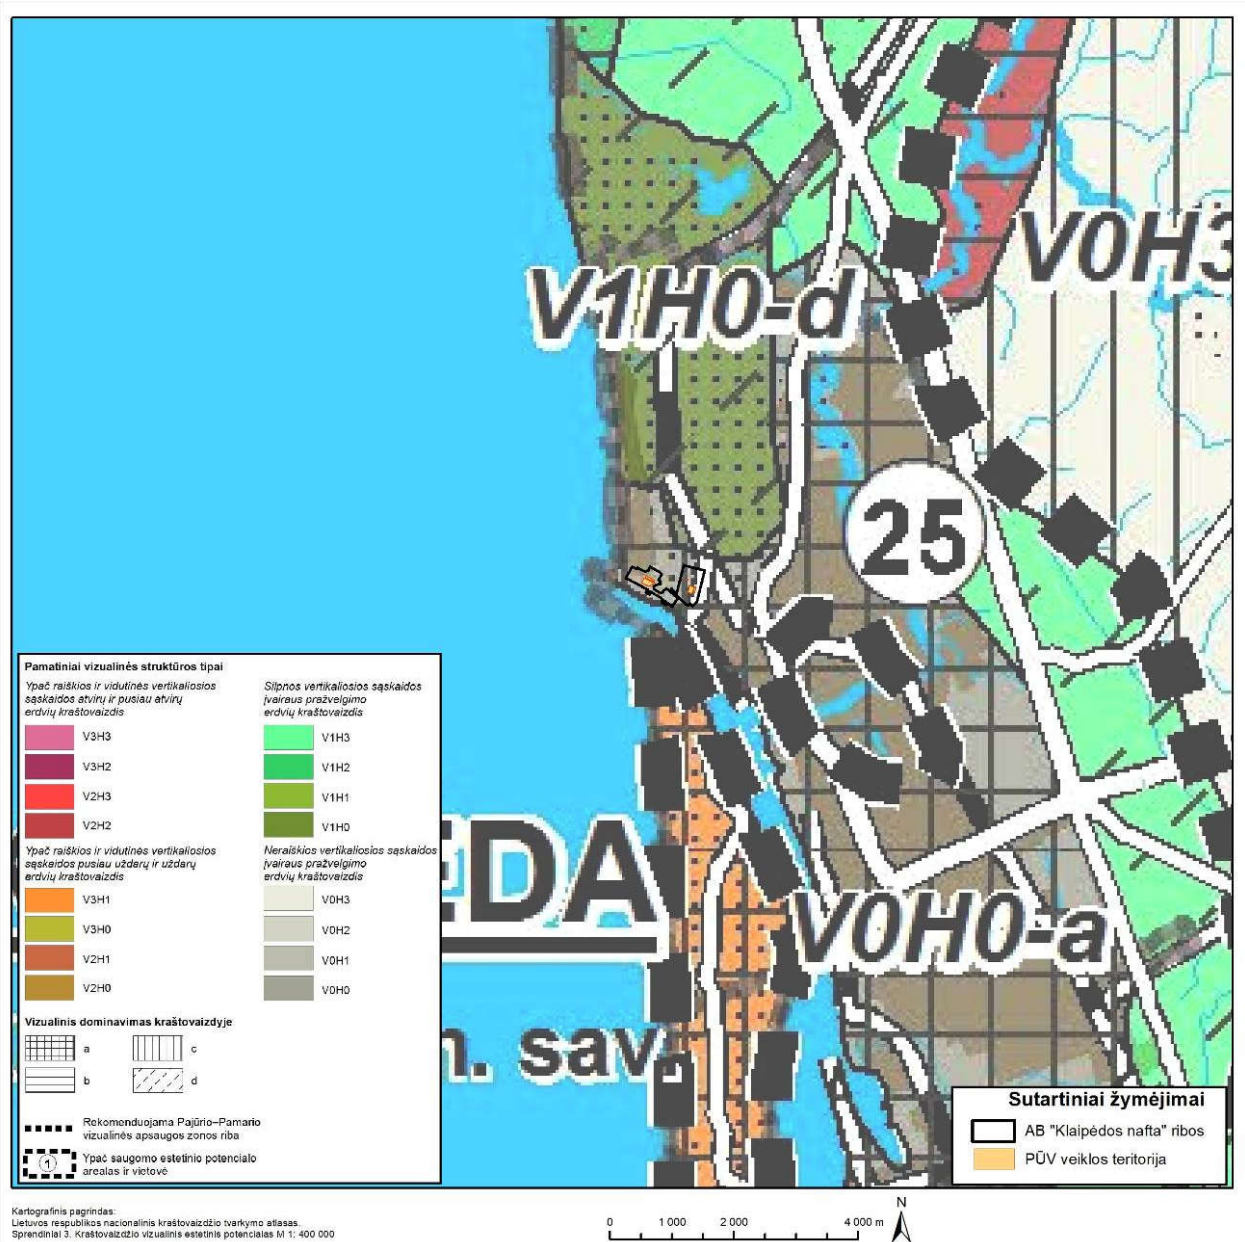 V0H3
V1H0-d
25
EDA
V0H0-a
sav.
Pamatiniai vizualinės struktūros tipai
Ypač raiškios ir vidutinės vertikaliosios
sąskaidos atvirų ir pusiau atvirų
erdvių kraštovaizdis
V3H3
V3H2
V2H3
V2H2
Silpnos vertikaliosios sąskaidos
įvairaus pražvelgimo
erdvių kraštovaizdis
V1H3
V1H2
V1H1
V1H0
Ypač raiškios ir vidutinės vertikaliosios
sąskaidos pusiau uždarų ir uždarų
erdvių kraštovaizdis
V3H1
V3H0
V2H1
V2H0
Neraiškios vertikaliosios sąskaidos
įvairaus pražvelgimo
erdvių kraštovaizdis
V0H3
V0H2
V0H1
V0H0
Vizualinis dominavimas kraštovaizdyje
a
c
b
d
Rekomenduojama Pajūrio–Pamario
vizualinės apsaugos zonos riba
1
Ypač saugomo estetinio potencialo
arealas ir vietovė
Sutartiniai žymėjimai
AB "Klaipėdos nafta" ribos
PŪV veiklos teritorija
Kartografinis pagrindas:
Lietuvos respublikos nacionalinis kraštovaizdžio tvarkymo atlasas.
Sprendiniai 3. Kraštovaizdžio vizualinis estetinis potencialas M 1: 400 000
0 1 000 2 000 4 000 m
N